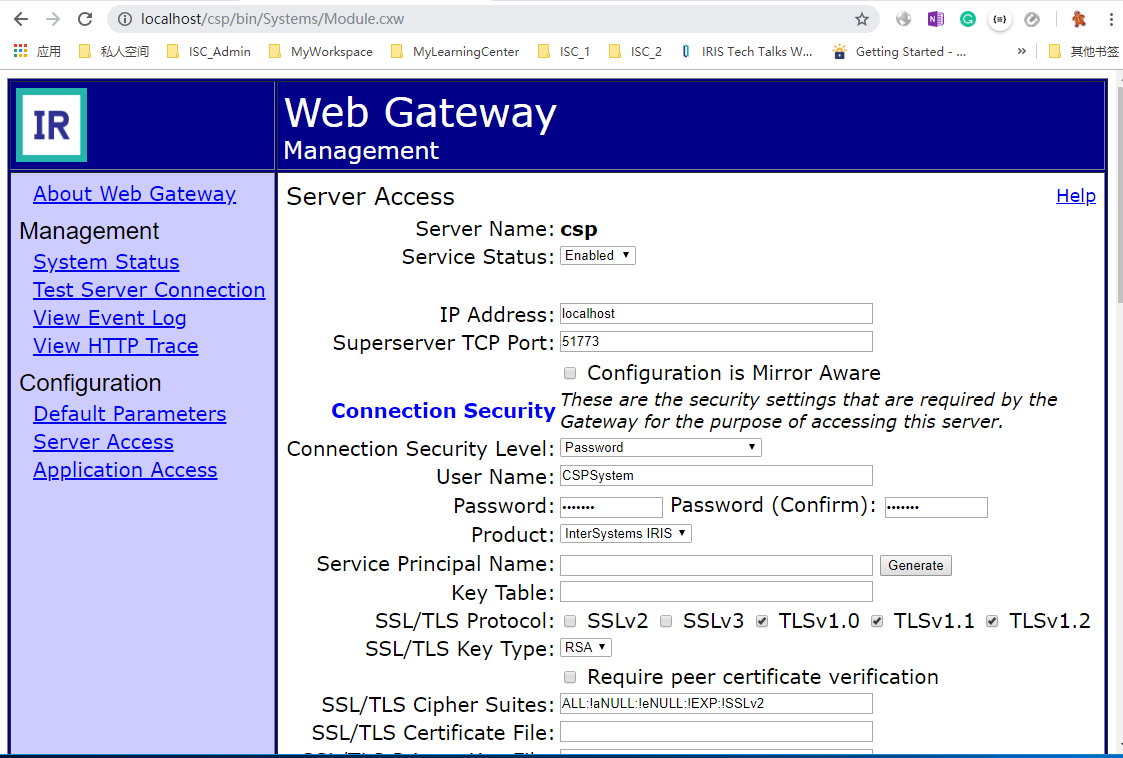 localhost/csp/bin/Systems/Module.cxw
应用 私人空间 ISC_Admin MyWorkspace MyLearningCenter ISC_1 ISC_2 IRIS Tech Talks W... Getting Started - ... » 其他书签
IR
Web Gateway
Management
About Web Gateway
Management
System Status
Test Server Connection
View Event Log
View HTTP Trace
Configuration
Default Parameters
Server Access
Application Access
Server Access Help
Server Name: csp
Service Status: Enabled
IP Address: localhost
Superserver TCP Port: 51773
Configuration is Mirror Aware
Connection Security These are the security settings that are required by the
Gateway for the purpose of accessing this server.
Connection Security Level: Password
User Name: CSPSystem
Password: ••••••• Password (Confirm): •••••••
Product: InterSystems IRIS
Service Principal Name: Generate
Key Table:
SSL/TLS Protocol: SSLv2 SSLv3 TLSv1.0 TLSv1.1 TLSv1.2
SSL/TLS Key Type: RSA
Require peer certificate verification
SSL/TLS Cipher Suites: ALL:!aNULL:!eNULL:!EXP:!SSLv2
SSL/TLS Certificate File: